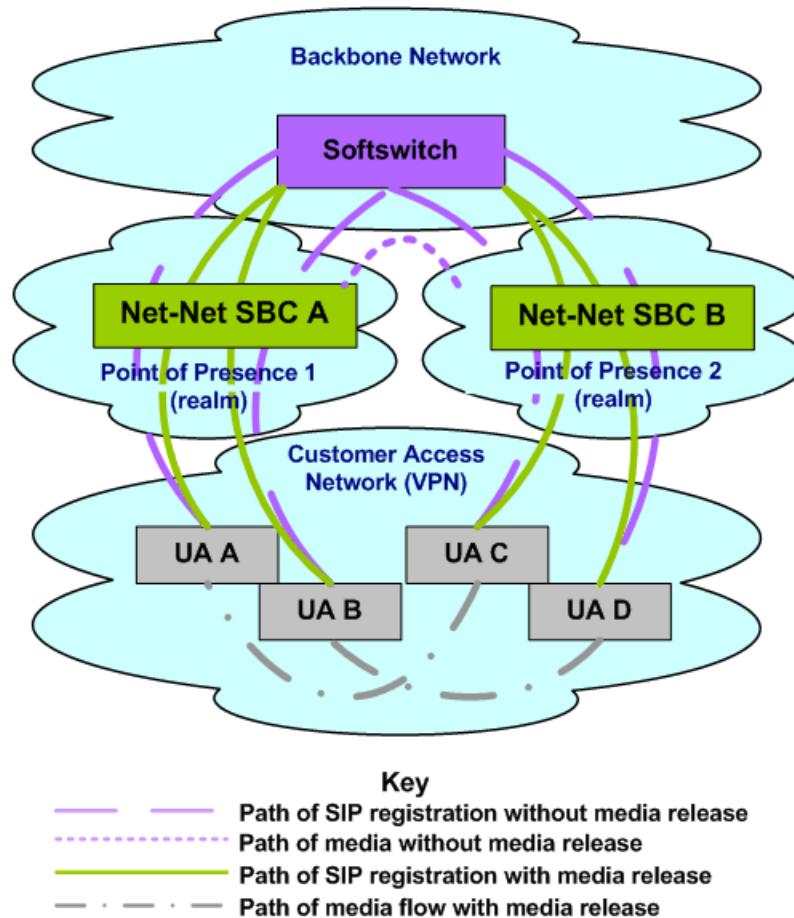 Backbone Network
Softswitch
Net-Net SBC A
Net-Net SBC B
Point of Presence 1
(realm)
Point of Presence 2
(realm)
Customer Access
Network (VPN)
UA A
UA C
UA B
UA D
Key
Path of SIP registration without media release
Path of media without media release
Path of SIP registration with media release
Path of media flow with media release